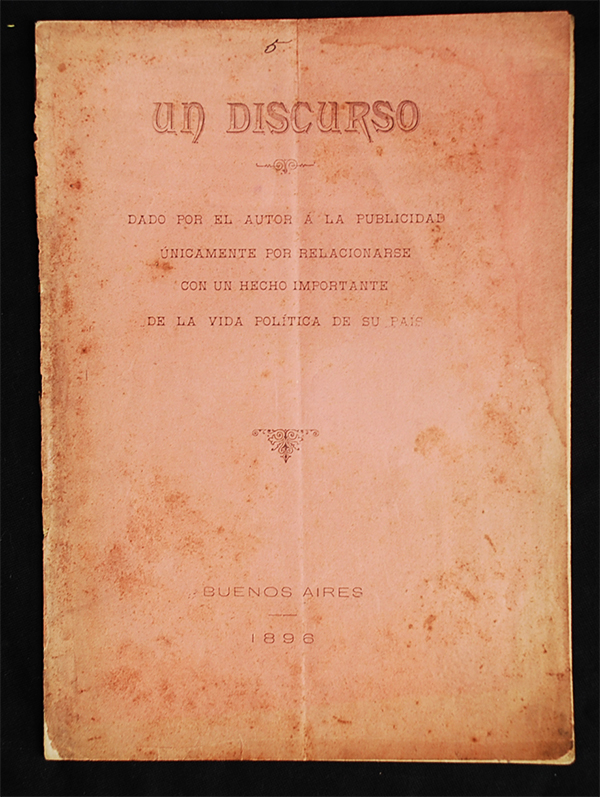 5
UN DISCURSO
DADO POR EL AUTOR Á LA PUBLICIDAD
ÚNICAMENTE POR RELACIONARSE
CON UN HECHO IMPORTANTE
DE LA VIDA POLÍTICA DE SU PAÍS
BUENOS AIRES
1896